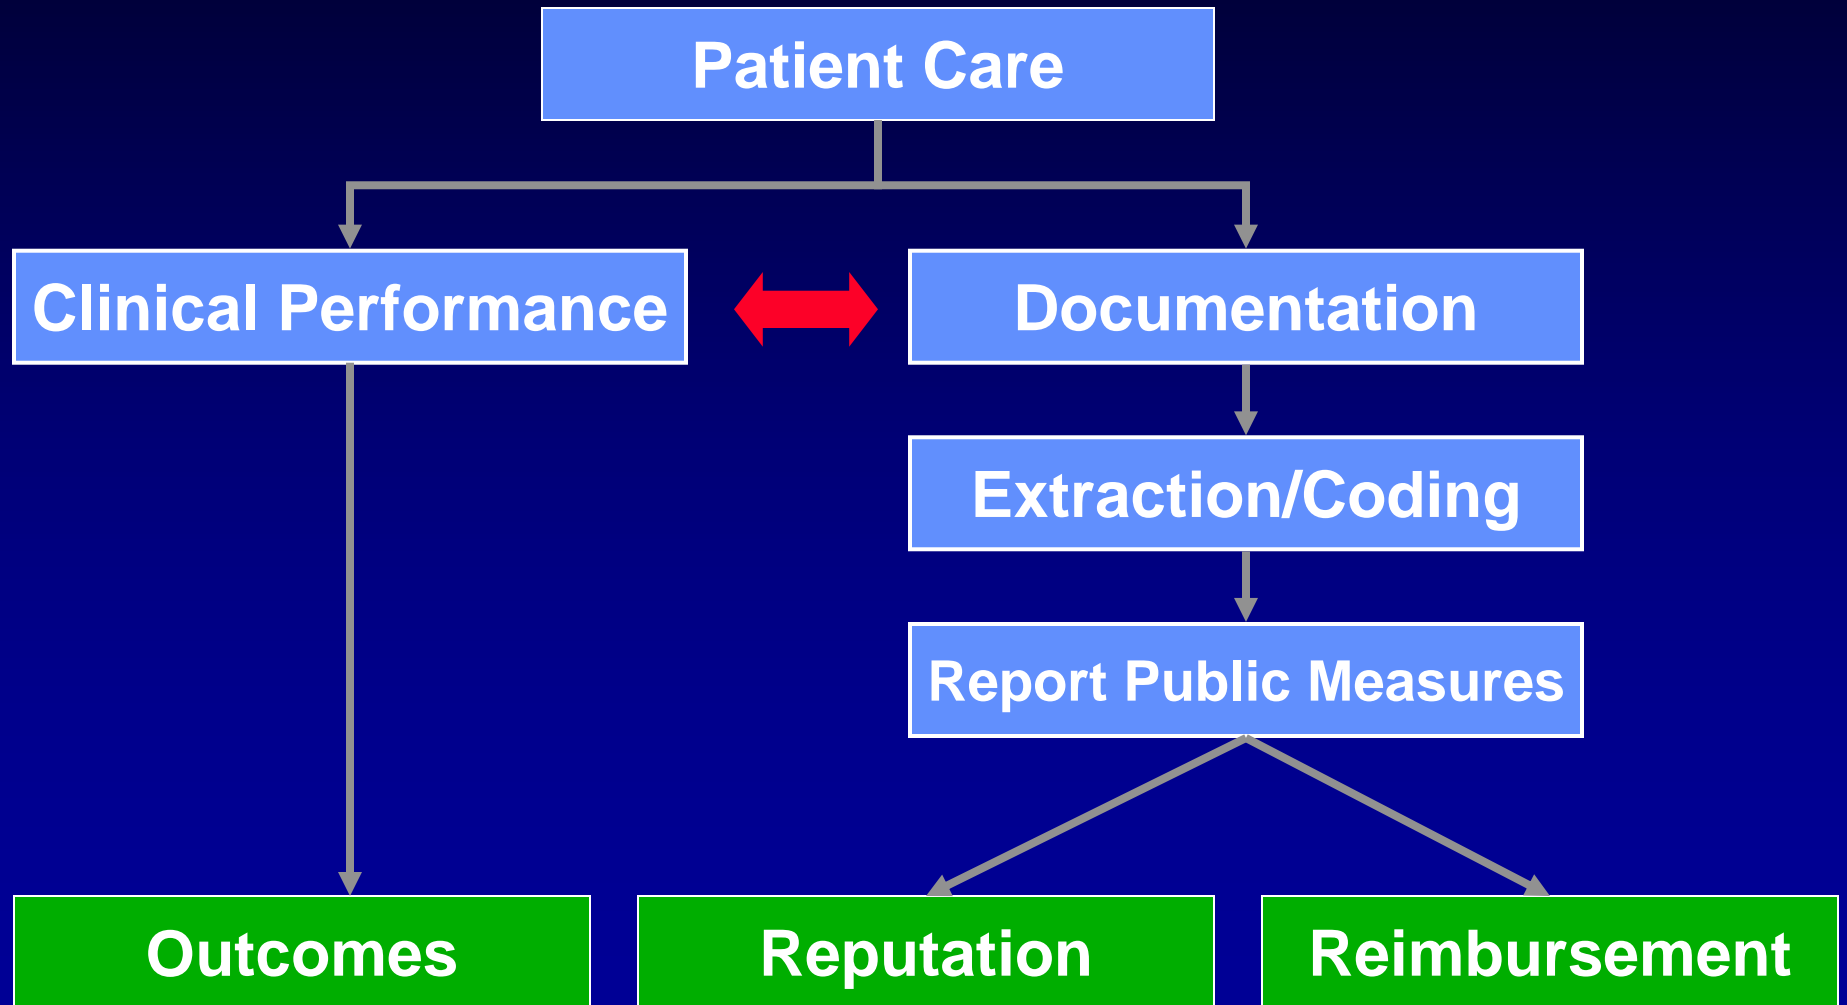 Patient Care
Clinical Performance
Documentation
Extraction/Coding
Report Public Measures
Outcomes
Reputation
Reimbursement